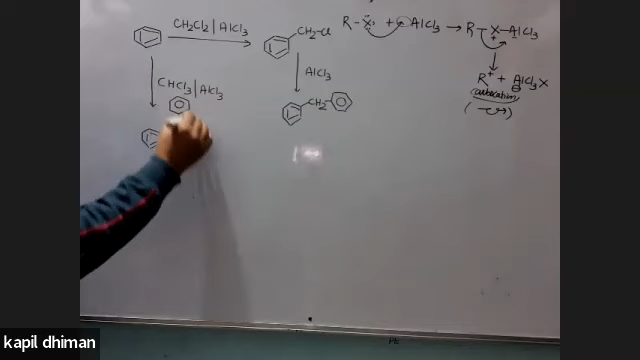 CH₂Cl₂ | AlCl₃
CH₂-Cl
R-X: + AlCl₃ → R-X-AlCl₃
+
AlCl₃
CHCl₃ | AlCl₃
R⁺ + AlCl₃X
⊖
carbocation
CH₂
kapil dhiman